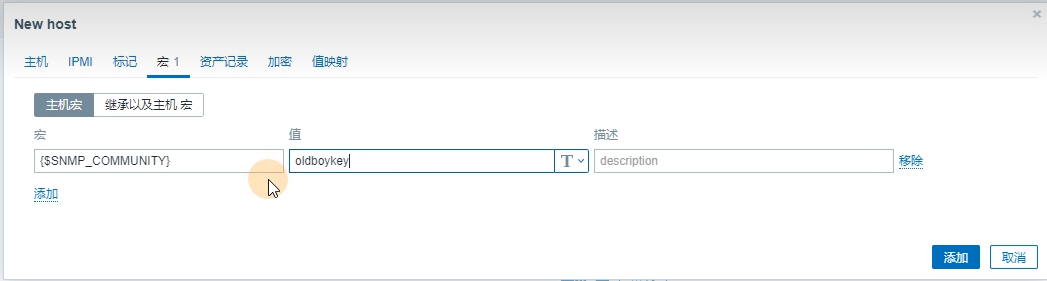 New host
主机 IPMI 标记 宏 1 资产记录 加密 值映射
主机宏 继承以及主机 宏
宏 值 描述
{$SNMP_COMMUNITY} oldboykey T description 移除
添加
添加 取消